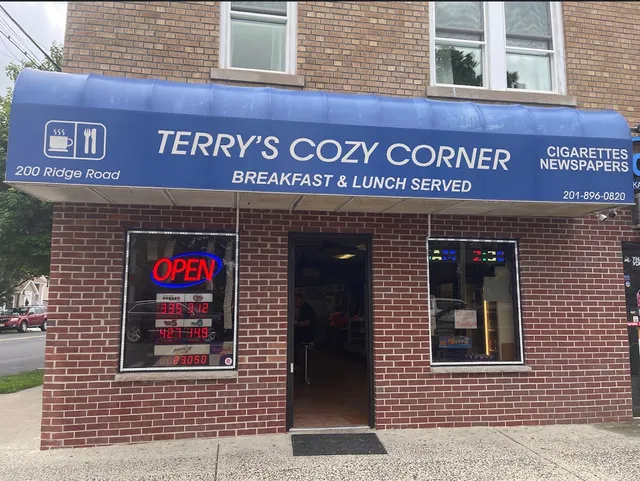 TERRY'S COZY CORNER
BREAKFAST & LUNCH SERVED
200 Ridge Road
CIGARETTES
NEWSPAPERS
201-896-0820
OPEN